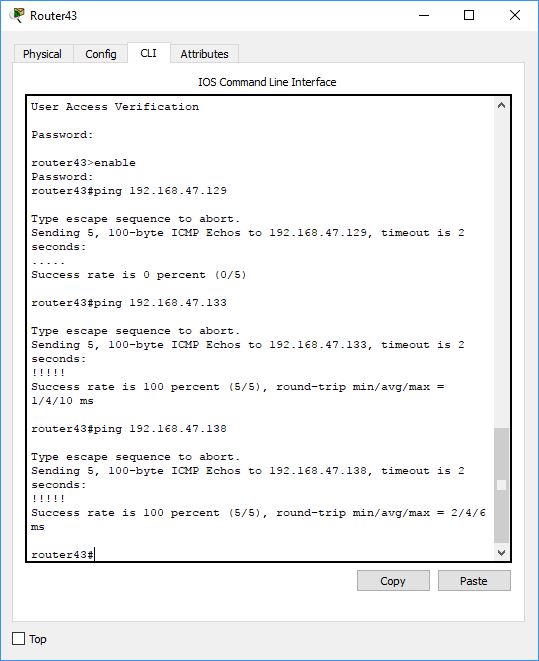 Router43
Physical
Config
CLI
Attributes
IOS Command Line Interface
User Access Verification
Password:
router43>enable
Password:
router43#ping 192.168.47.129
Type escape sequence to abort.
Sending 5, 100-byte ICMP Echos to 192.168.47.129, timeout is 2
seconds:
.....
Success rate is 0 percent (0/5)
router43#ping 192.168.47.133
Type escape sequence to abort.
Sending 5, 100-byte ICMP Echos to 192.168.47.133, timeout is 2
seconds:
!!!!!
Success rate is 100 percent (5/5), round-trip min/avg/max =
1/4/10 ms
router43#ping 192.168.47.138
Type escape sequence to abort.
Sending 5, 100-byte ICMP Echos to 192.168.47.138, timeout is 2
seconds:
!!!!!
Success rate is 100 percent (5/5), round-trip min/avg/max = 2/4/6
ms
router43#
Copy
Paste
Top